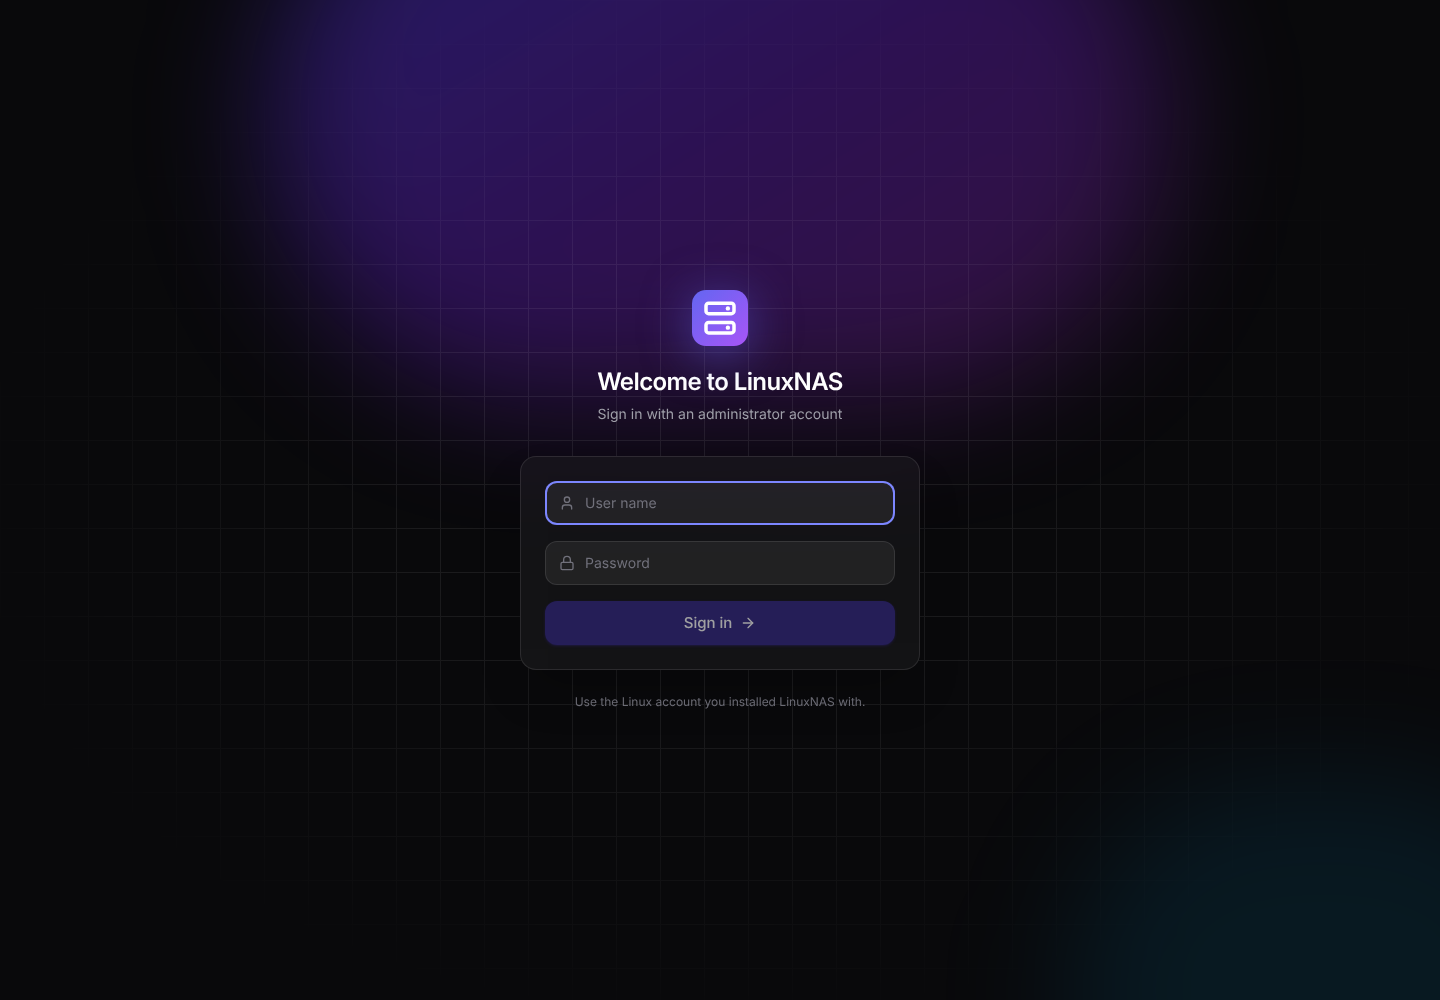 Welcome to LinuxNAS
Sign in with an administrator account
User name
Password
Sign in
Use the Linux account you installed LinuxNAS with.